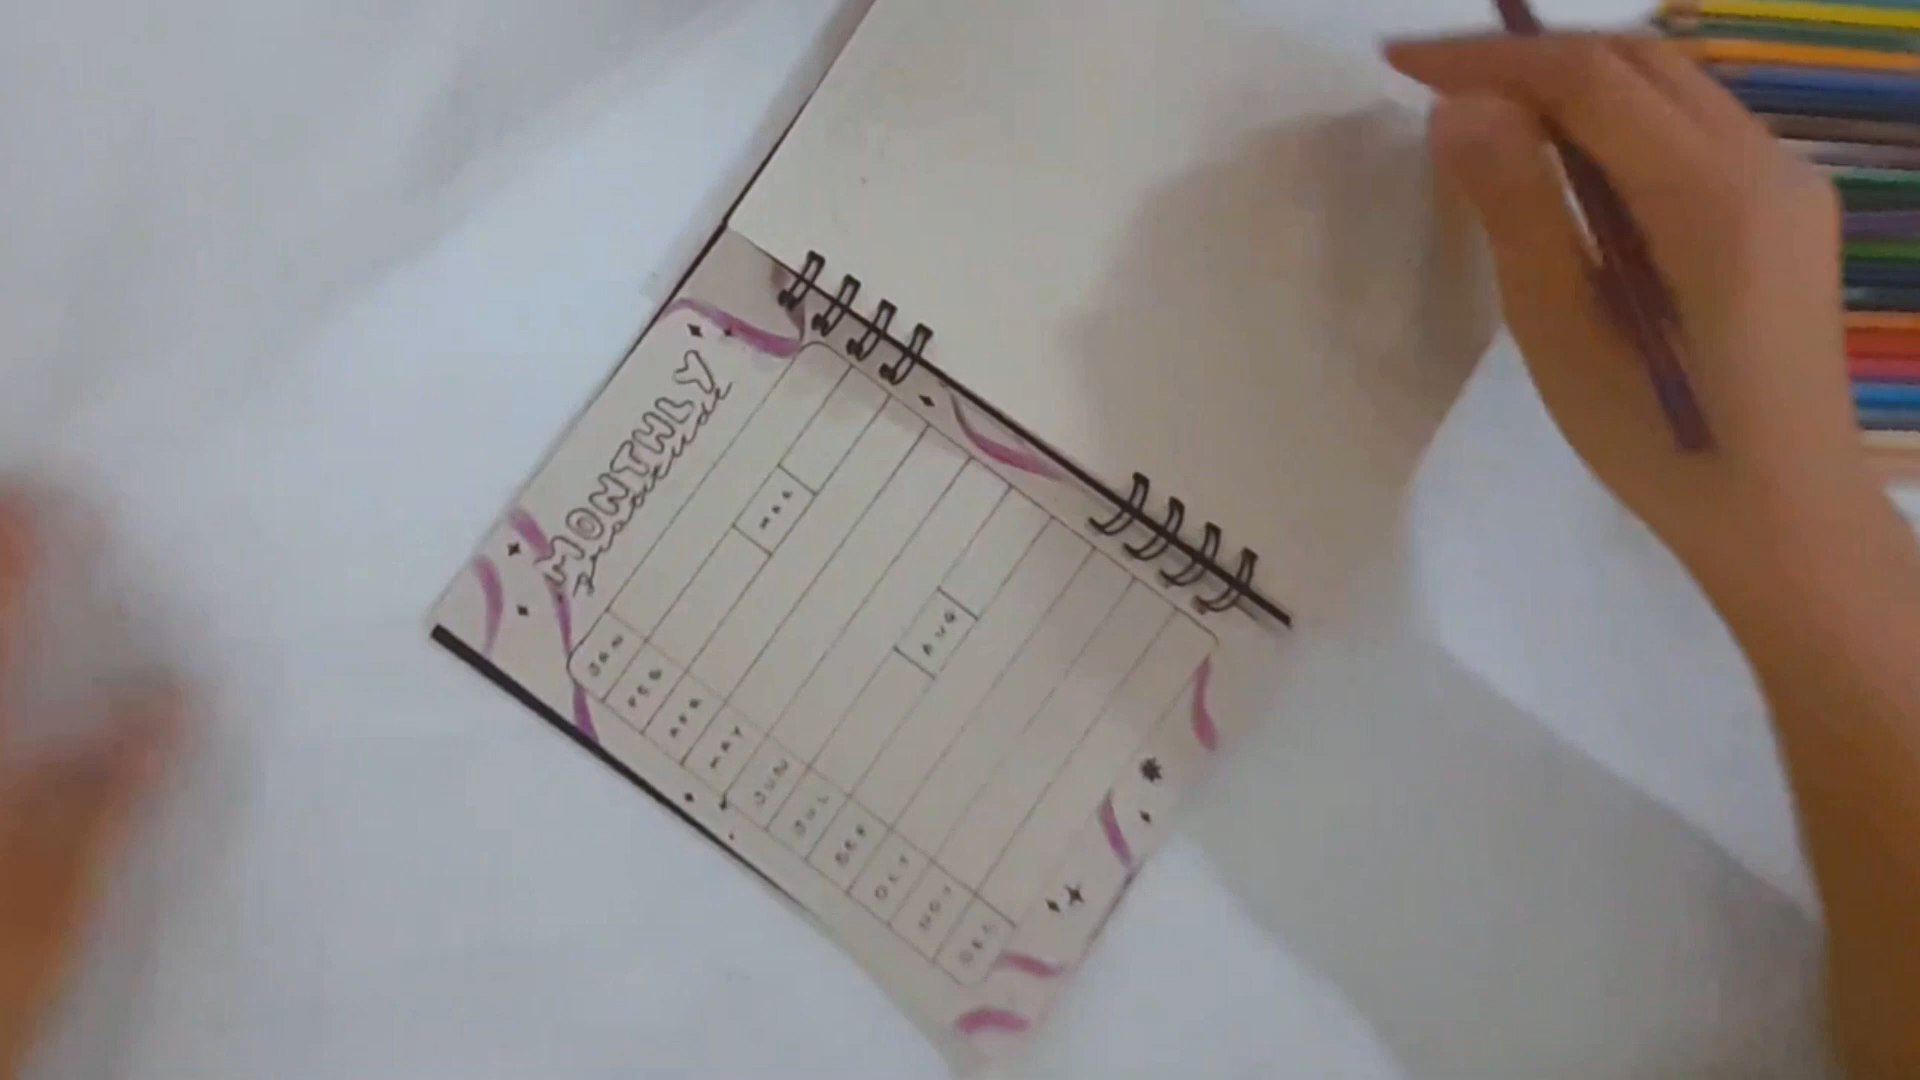 MONTHLY
JAN
FEB
MAR
APR
MAY
JUN
JUL
AUG
SEP
OCT
NOV
DEC